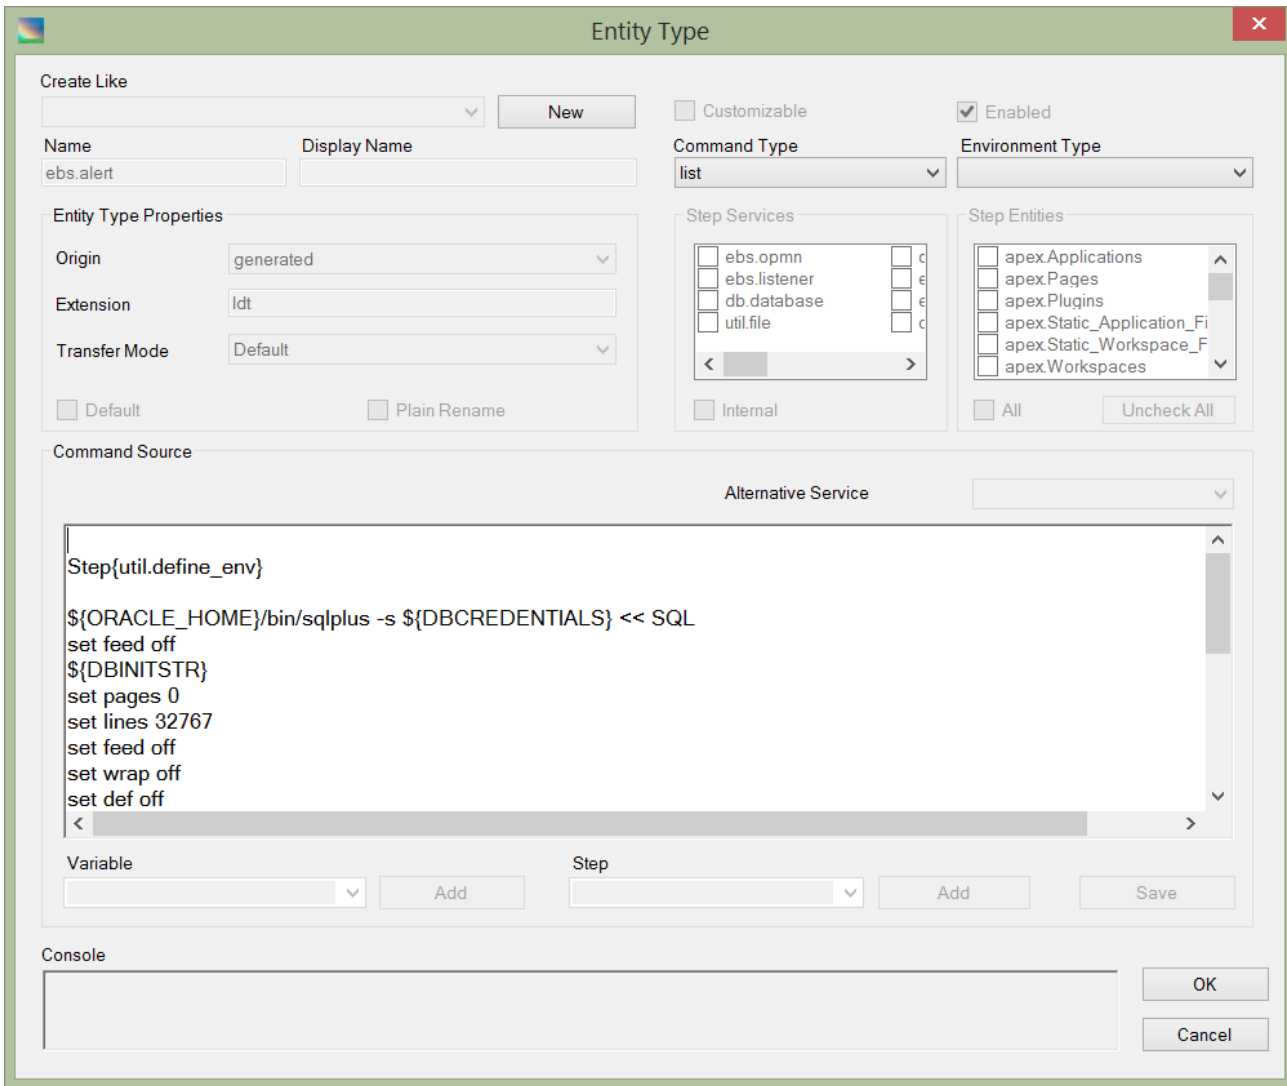 Entity Type
Create Like
New
Customizable
Enabled
Name
Display Name
Command Type
Environment Type
ebs.alert
list
Entity Type Properties
Step Services
Step Entities
Origin
generated
Extension
ldt
Transfer Mode
Default
ebs.opmn
ebs.listener
db.database
util.file
apex.Applications
apex.Pages
apex.Plugins
apex.Static_Application_Fi
apex.Static_Workspace_F
apex.Workspaces
Default
Plain Rename
Internal
All
Uncheck All
Command Source
Alternative Service
Step{util.define_env}
${ORACLE_HOME}/bin/sqlplus -s ${DBCREDENTIALS} << SQL
set feed off
${DBINITSTR}
set pages 0
set lines 32767
set feed off
set wrap off
set def off
Variable
Step
Add
Add
Save
Console
OK
Cancel